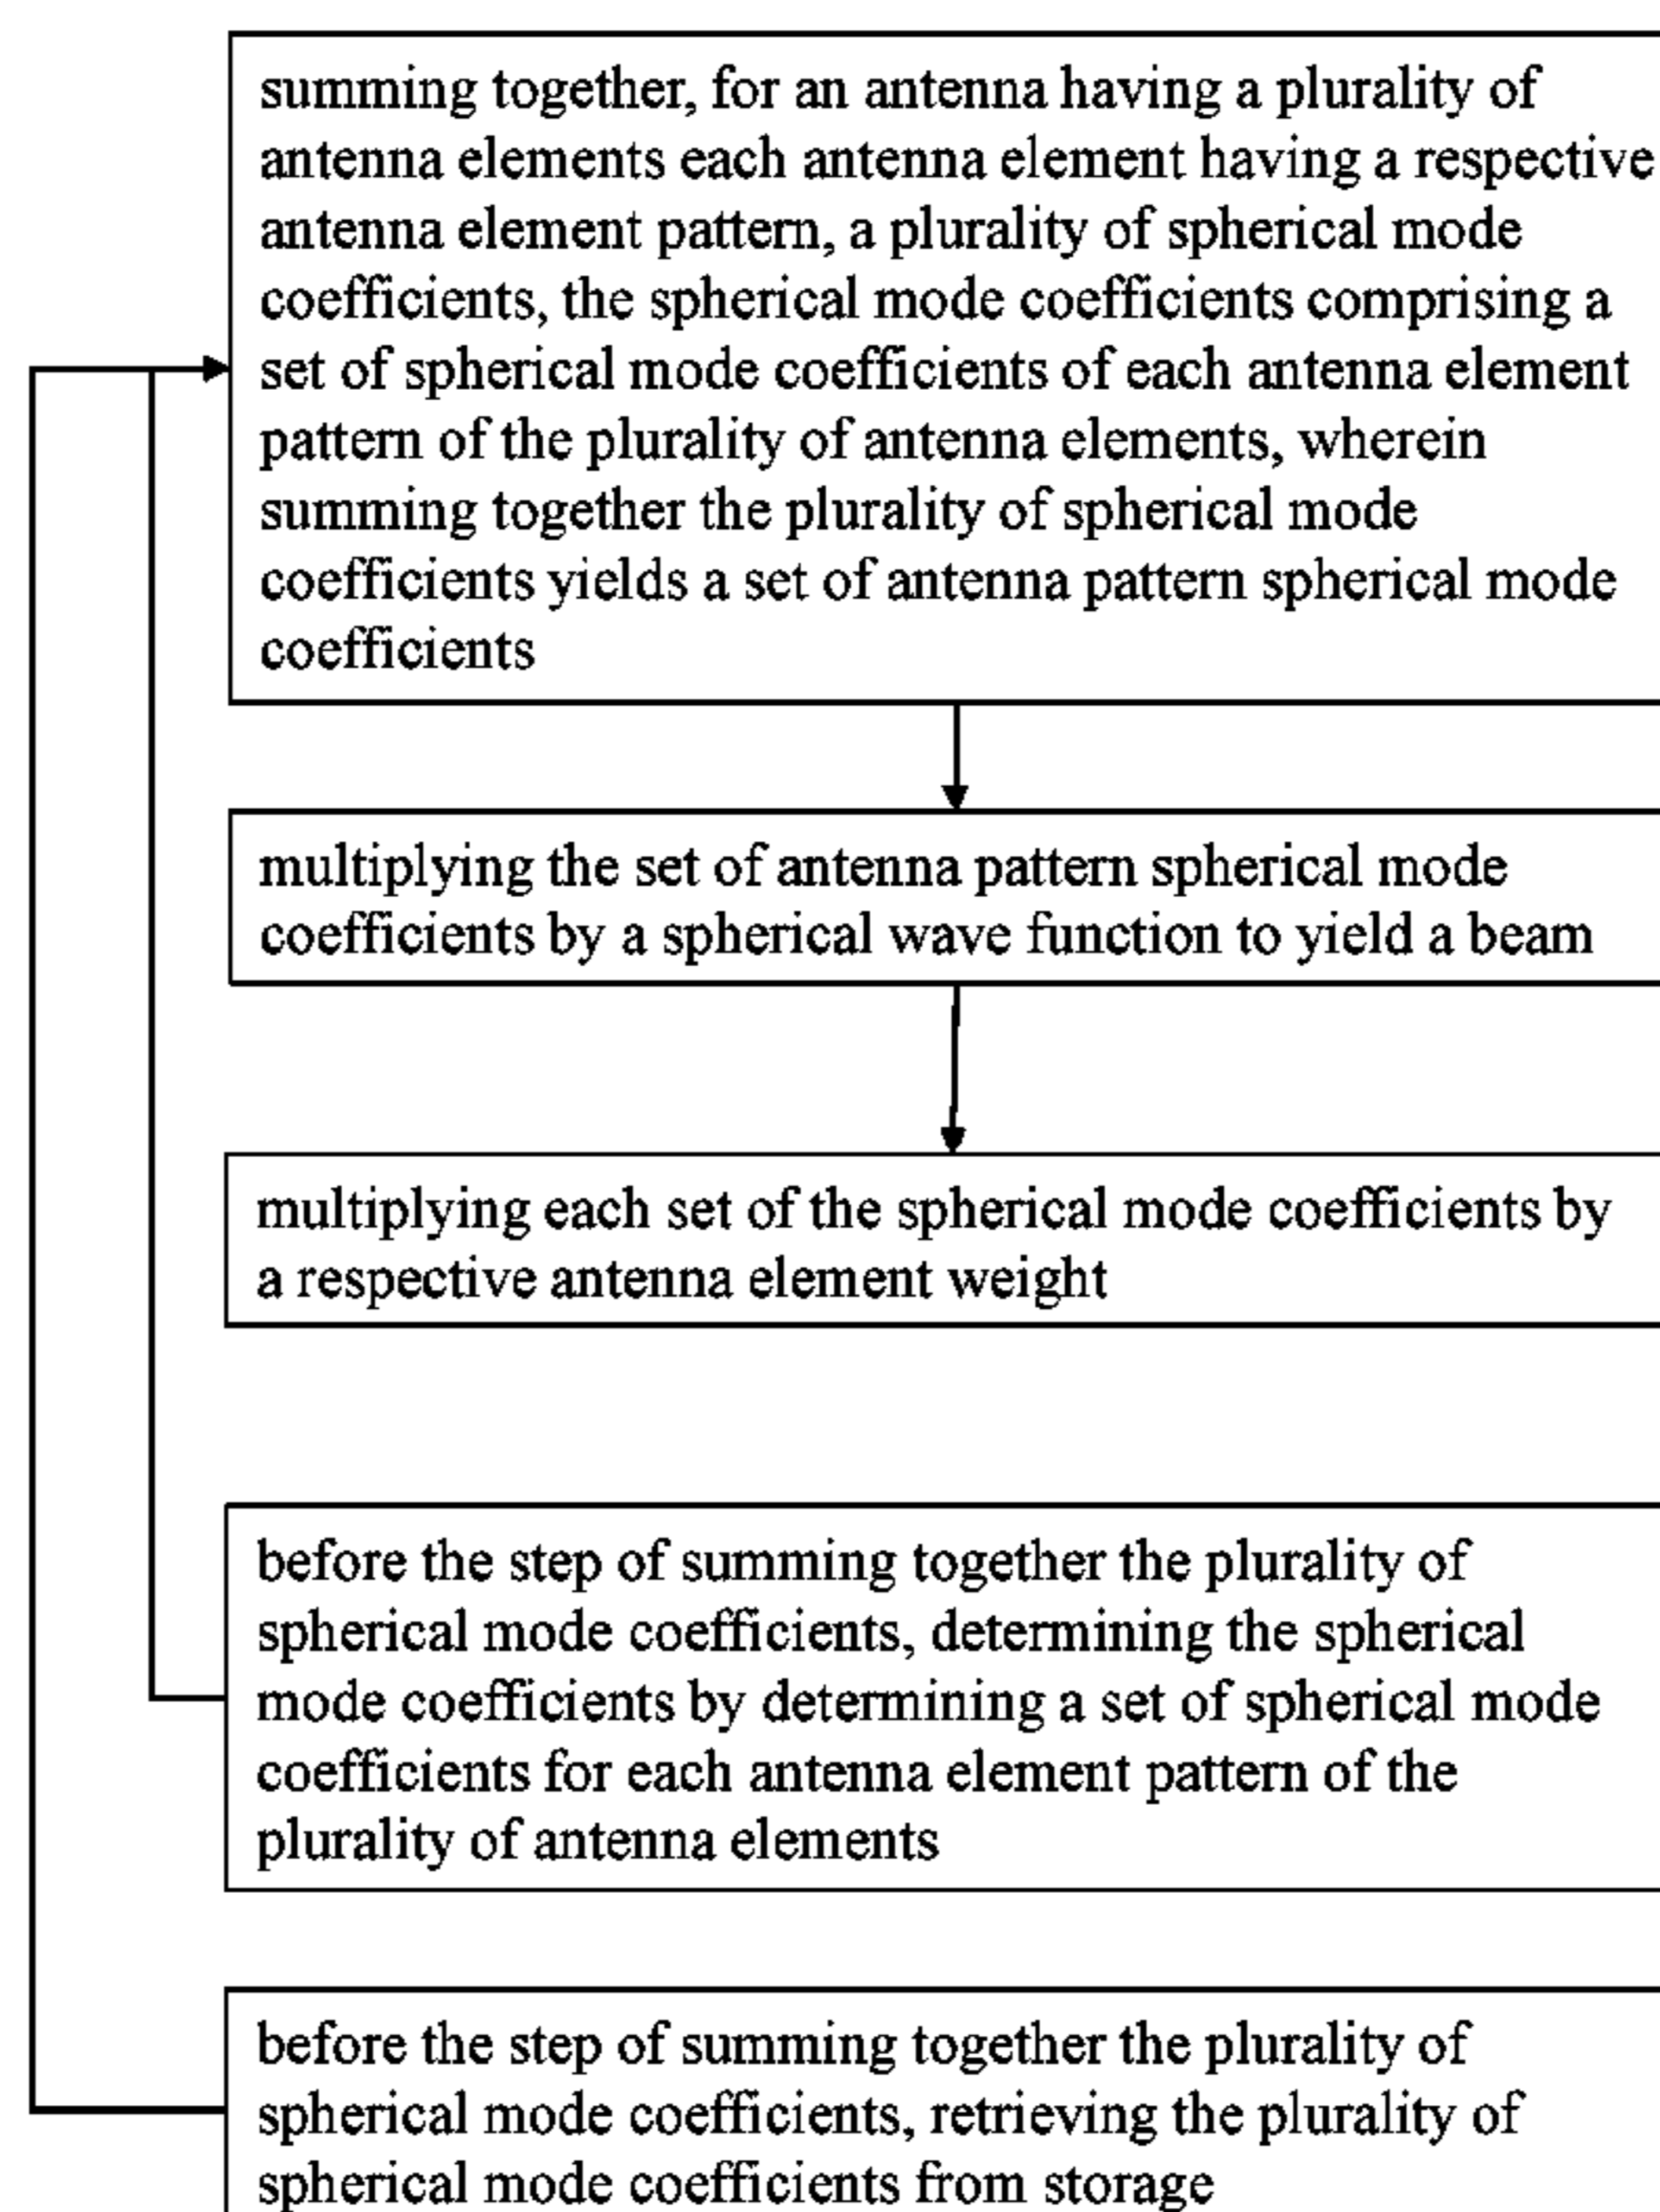 summing together, for an antenna having a plurality of
antenna elements each antenna element having a respective
antenna element pattern, a plurality of spherical mode
coefficients, the spherical mode coefficients comprising a
set of spherical mode coefficients of each antenna element
pattern of the plurality of antenna elements, wherein
summing together the plurality of spherical mode
coefficients yields a set of antenna pattern spherical mode
coefficients
multiplying the set of antenna pattern spherical mode
coefficients by a spherical wave function to yield a beam
multiplying each set of the spherical mode coefficients by
a respective antenna element weight
before the step of summing together the plurality of
spherical mode coefficients, determining the spherical
mode coefficients by determining a set of spherical mode
coefficients for each antenna element pattern of the
plurality of antenna elements
before the step of summing together the plurality of
spherical mode coefficients, retrieving the plurality of
spherical mode coefficients from storage